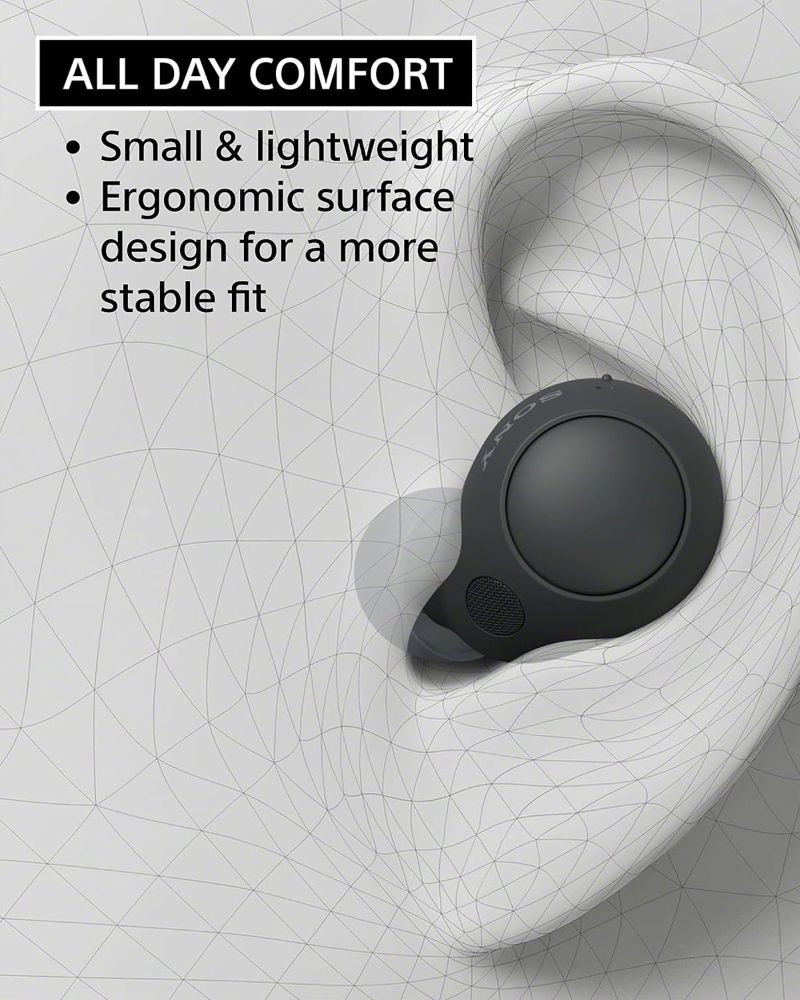 ALL DAY COMFORT
• Small & lightweight
• Ergonomic surface
design for a more
stable fit
SONY